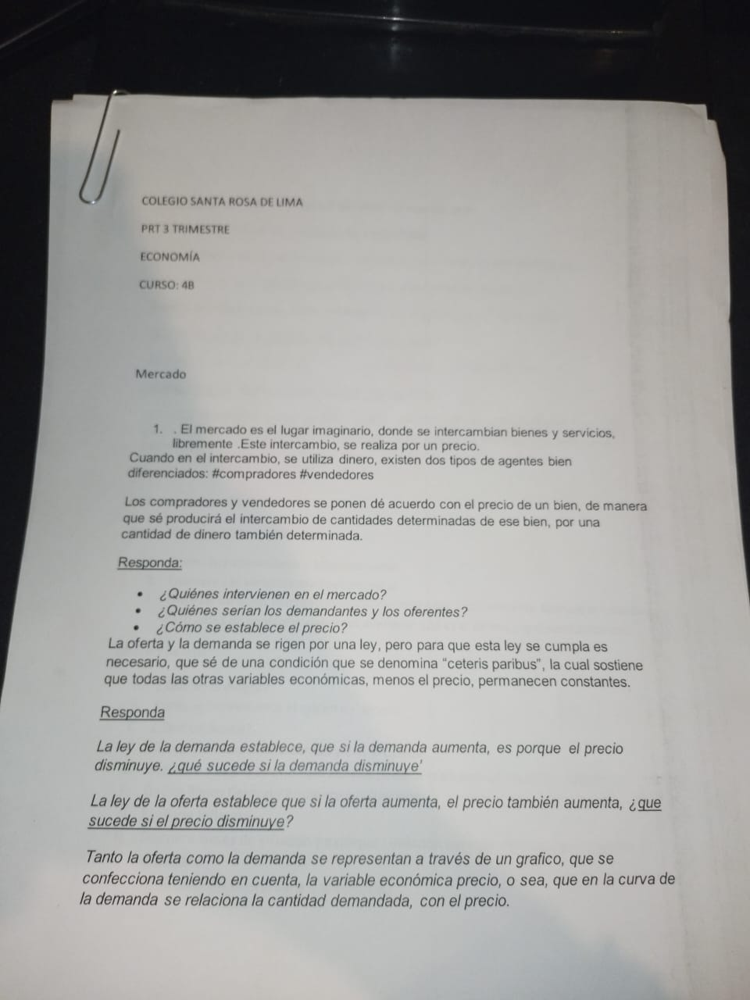 COLEGIO SANTA ROSA DE LIMA
PRT 3 TRIMESTRE
ECONOMÍA
CURSO: 4B
Mercado
1. . El mercado es el lugar imaginario, donde se intercambian bienes y servicios,
libremente .Este intercambio, se realiza por un precio.
Cuando en el intercambio, se utiliza dinero, existen dos tipos de agentes bien
diferenciados: #compradores #vendedores
Los compradores y vendedores se ponen dé acuerdo con el precio de un bien, de manera
que sé producirá el intercambio de cantidades determinadas de ese bien, por una
cantidad de dinero también determinada.
Responda:
• ¿Quiénes intervienen en el mercado?
• ¿Quiénes serían los demandantes y los oferentes?
• ¿Cómo se establece el precio?
La oferta y la demanda se rigen por una ley, pero para que esta ley se cumpla es
necesario, que sé de una condición que se denomina “ceteris paribus”, la cual sostiene
que todas las otras variables económicas, menos el precio, permanecen constantes.
Responda
La ley de la demanda establece, que si la demanda aumenta, es porque el precio
disminuye. ¿qué sucede si la demanda disminuye’
La ley de la oferta establece que si la oferta aumenta, el precio también aumenta, ¿que
sucede si el precio disminuye?
Tanto la oferta como la demanda se representan a través de un grafico, que se
confecciona teniendo en cuenta, la variable económica precio, o sea, que en la curva de
la demanda se relaciona la cantidad demandada, con el precio.